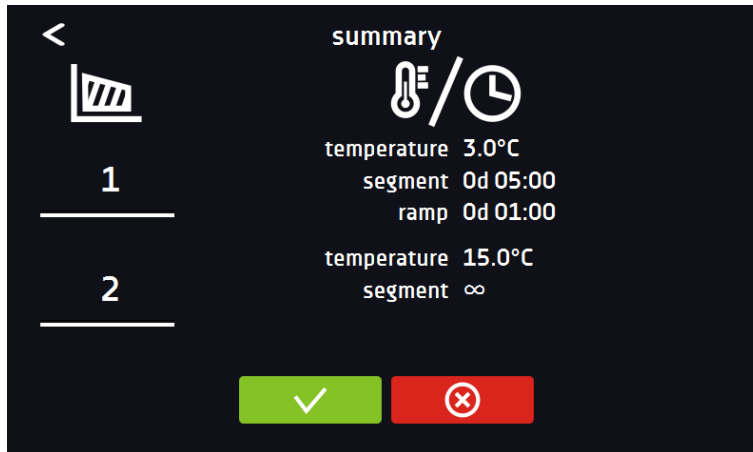 summary
1
temperature 3.0°C
segment 0d 05:00
ramp 0d 01:00
2
temperature 15.0°C
segment ∞